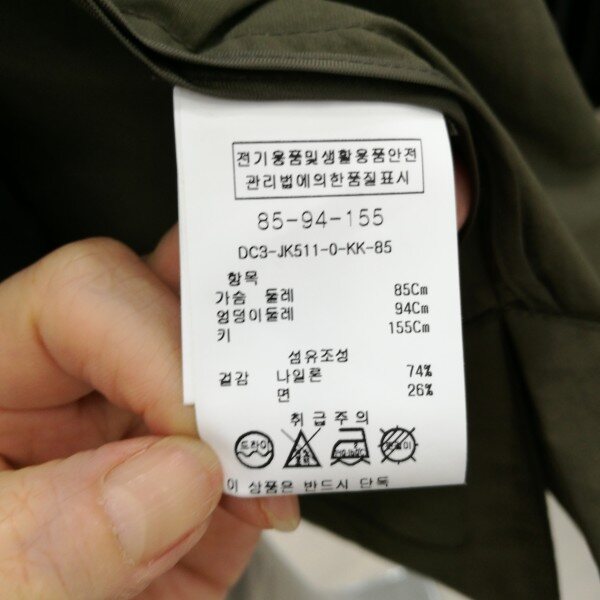 전기용품및생활용품안전
관리법에의한품질표시
85-94-155
DC3-JK511-0-KK-85
항목
가슴 둘레 85Cm
엉덩이둘레 94Cm
키 155Cm
섬유조성
겉감 나일론 74%
면 26%
취급주의
드라이
이 상품은 반드시 단독